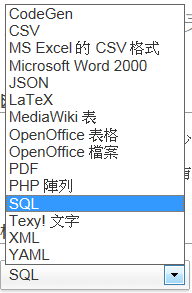 CodeGen
CSV
MS Excel 的 CSV 格式
Microsoft Word 2000
JSON
LaTeX
MediaWiki 表
OpenOffice 表格
OpenOffice 檔案
PDF
PHP 陣列
SQL
Texy! 文字
XML
YAML
SQL